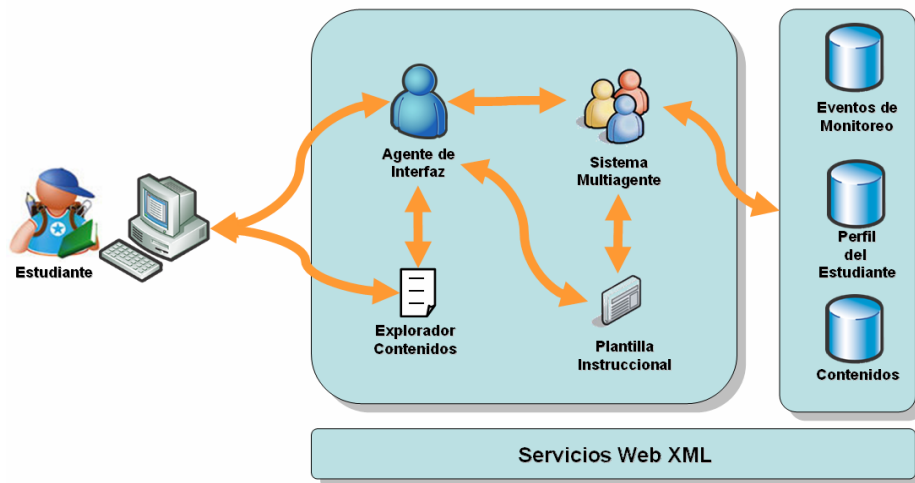 Estudiante
Agente de
Interfaz
Sistema
Multiagente
Explorador
Contenidos
Plantilla
Instruccional
Eventos de
Monitoreo
Perfil
del
Estudiante
Contenidos
Servicios Web XML